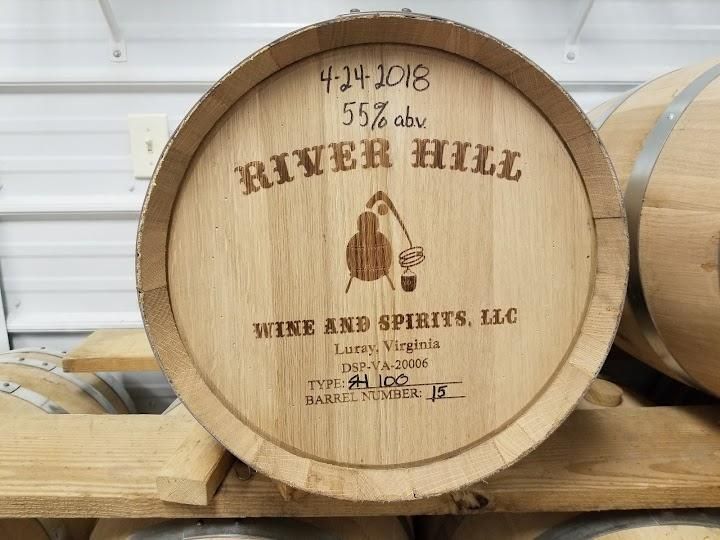 4-24-2018
55% abv.
RIVER HILL
WINE AND SPIRITS, LLC
Luray, Virginia
DSP-VA-20006
TYPE: SH 100
BARREL NUMBER: 15